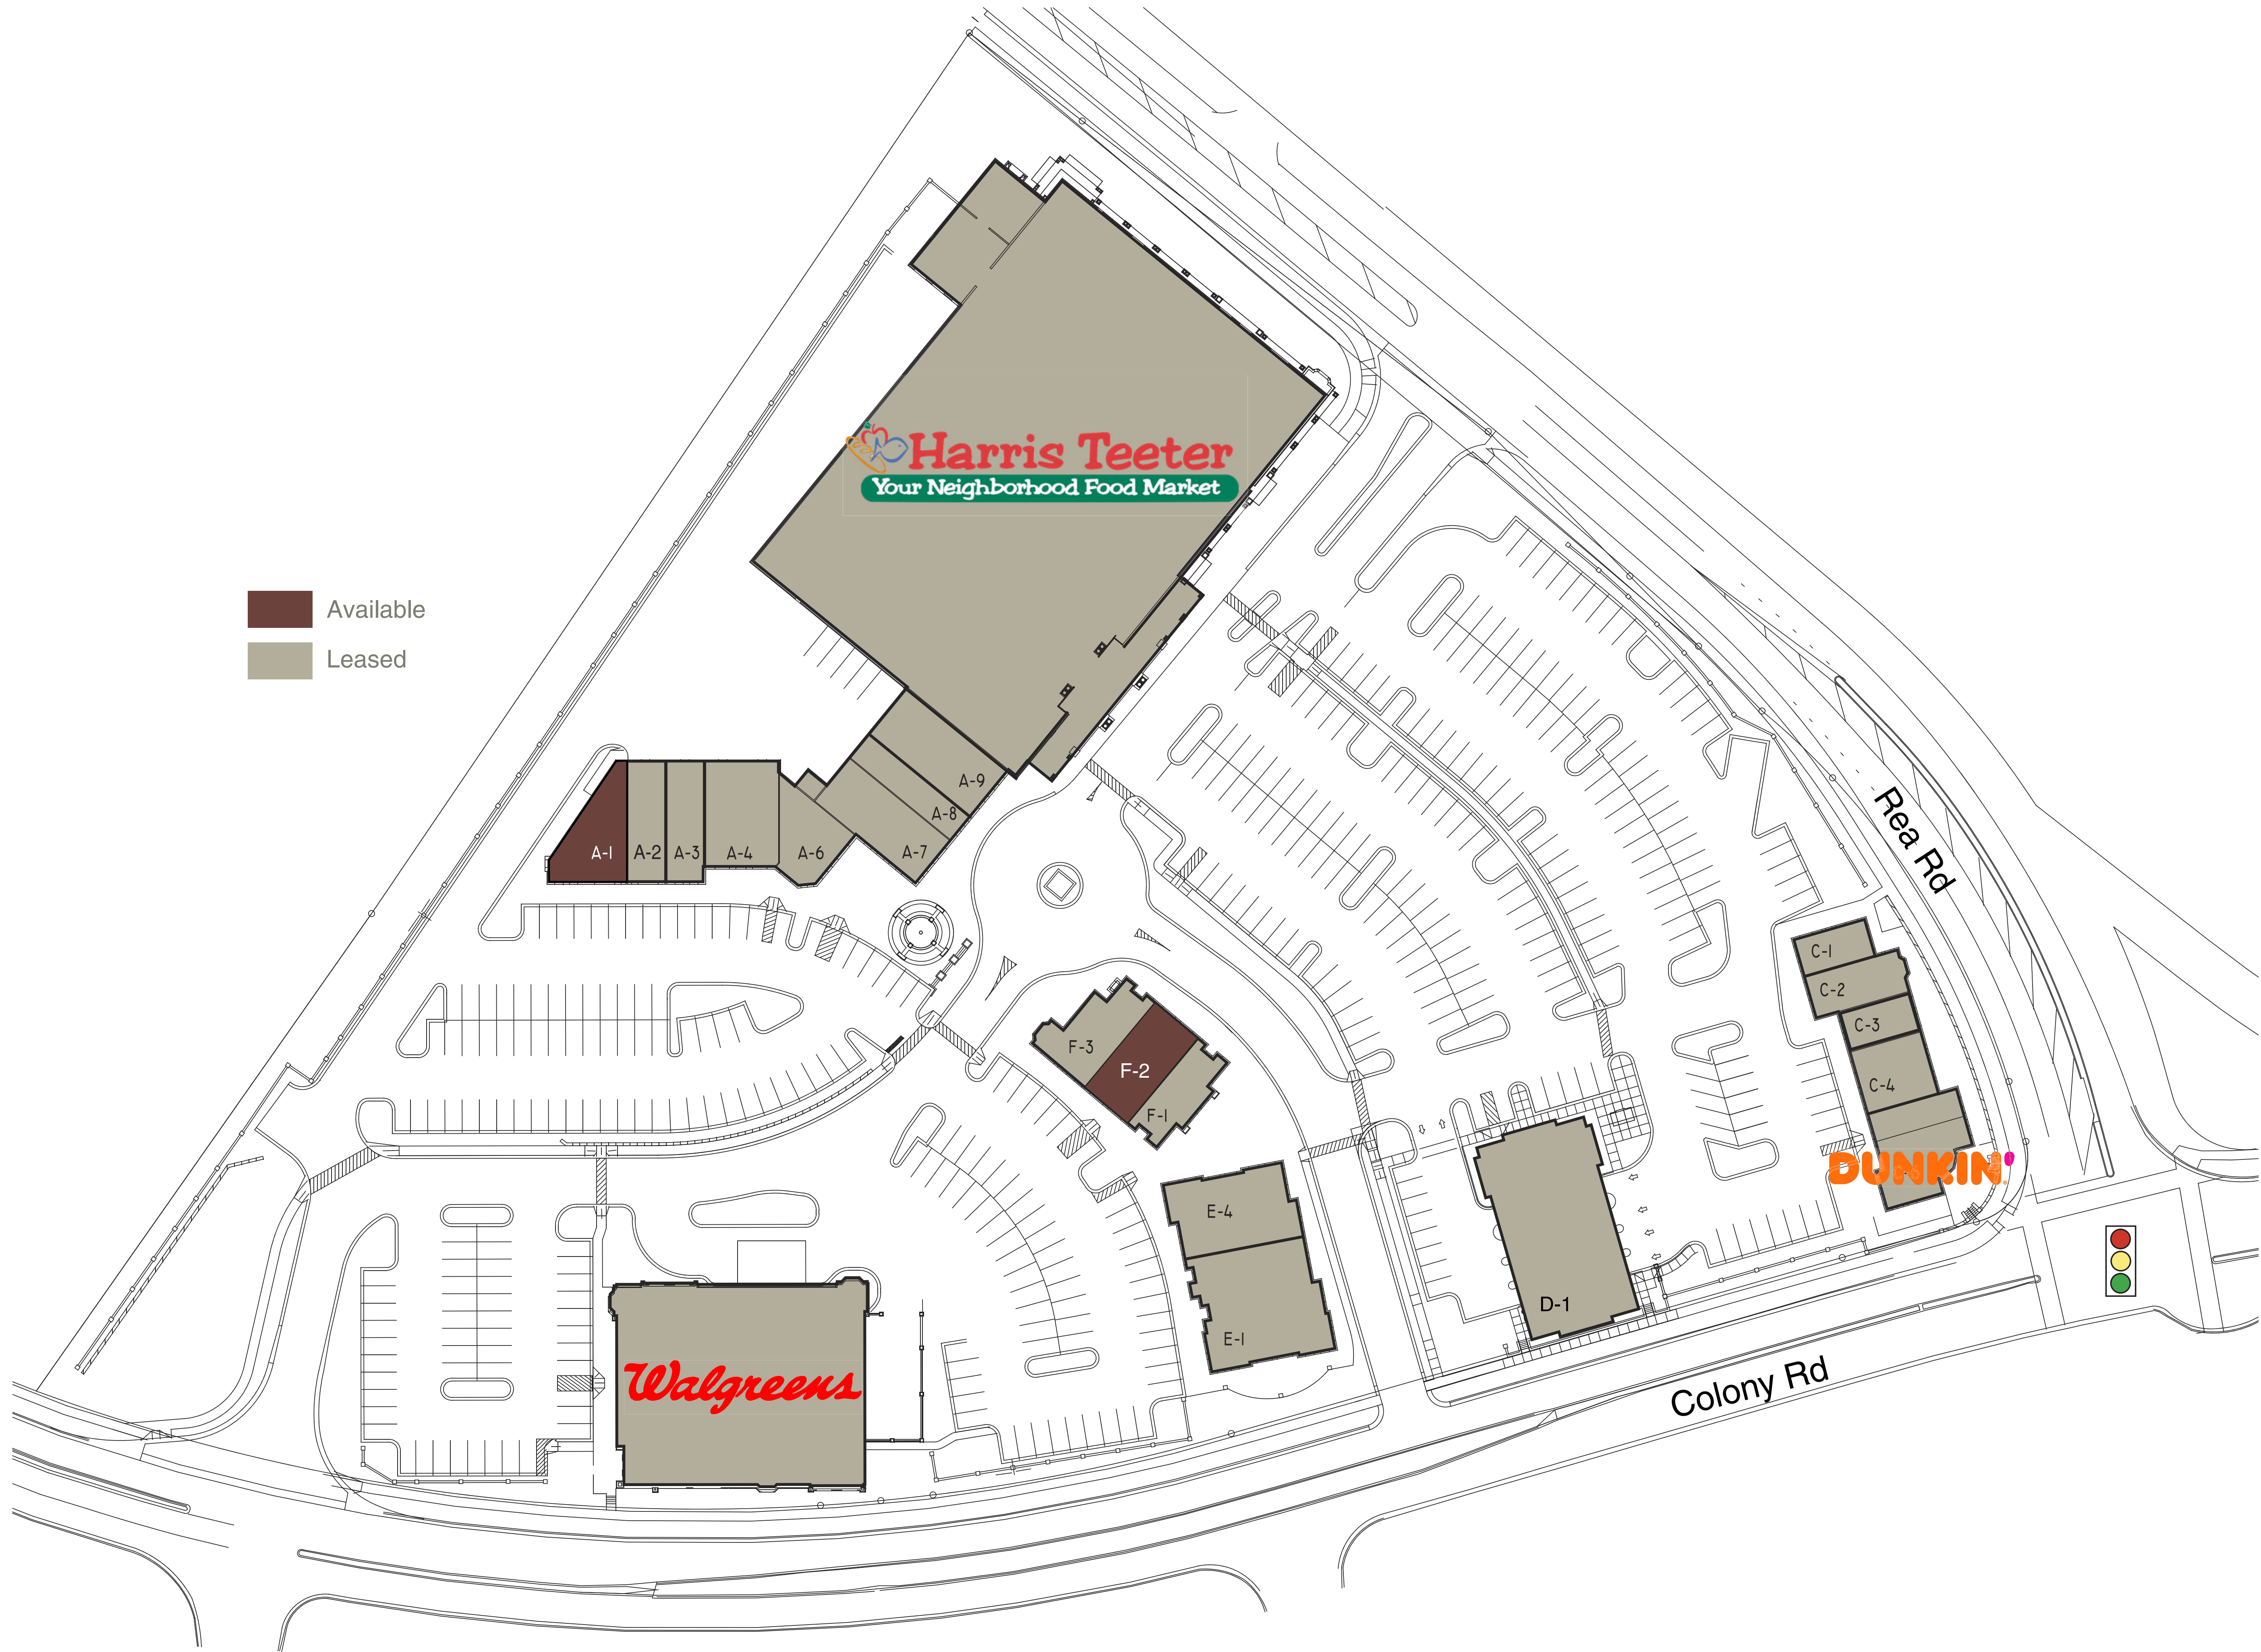 Harris Teeter
Your Neighborhood Food Market
Available
Leased
A-1
A-2
A-3
A-4
A-6
A-7
A-8
A-9
Rea Rd
C-1
C-2
C-3
C-4
DUNKIN'
F-3
F-2
F-1
E-4
E-1
D-1
Walgreens
Colony Rd